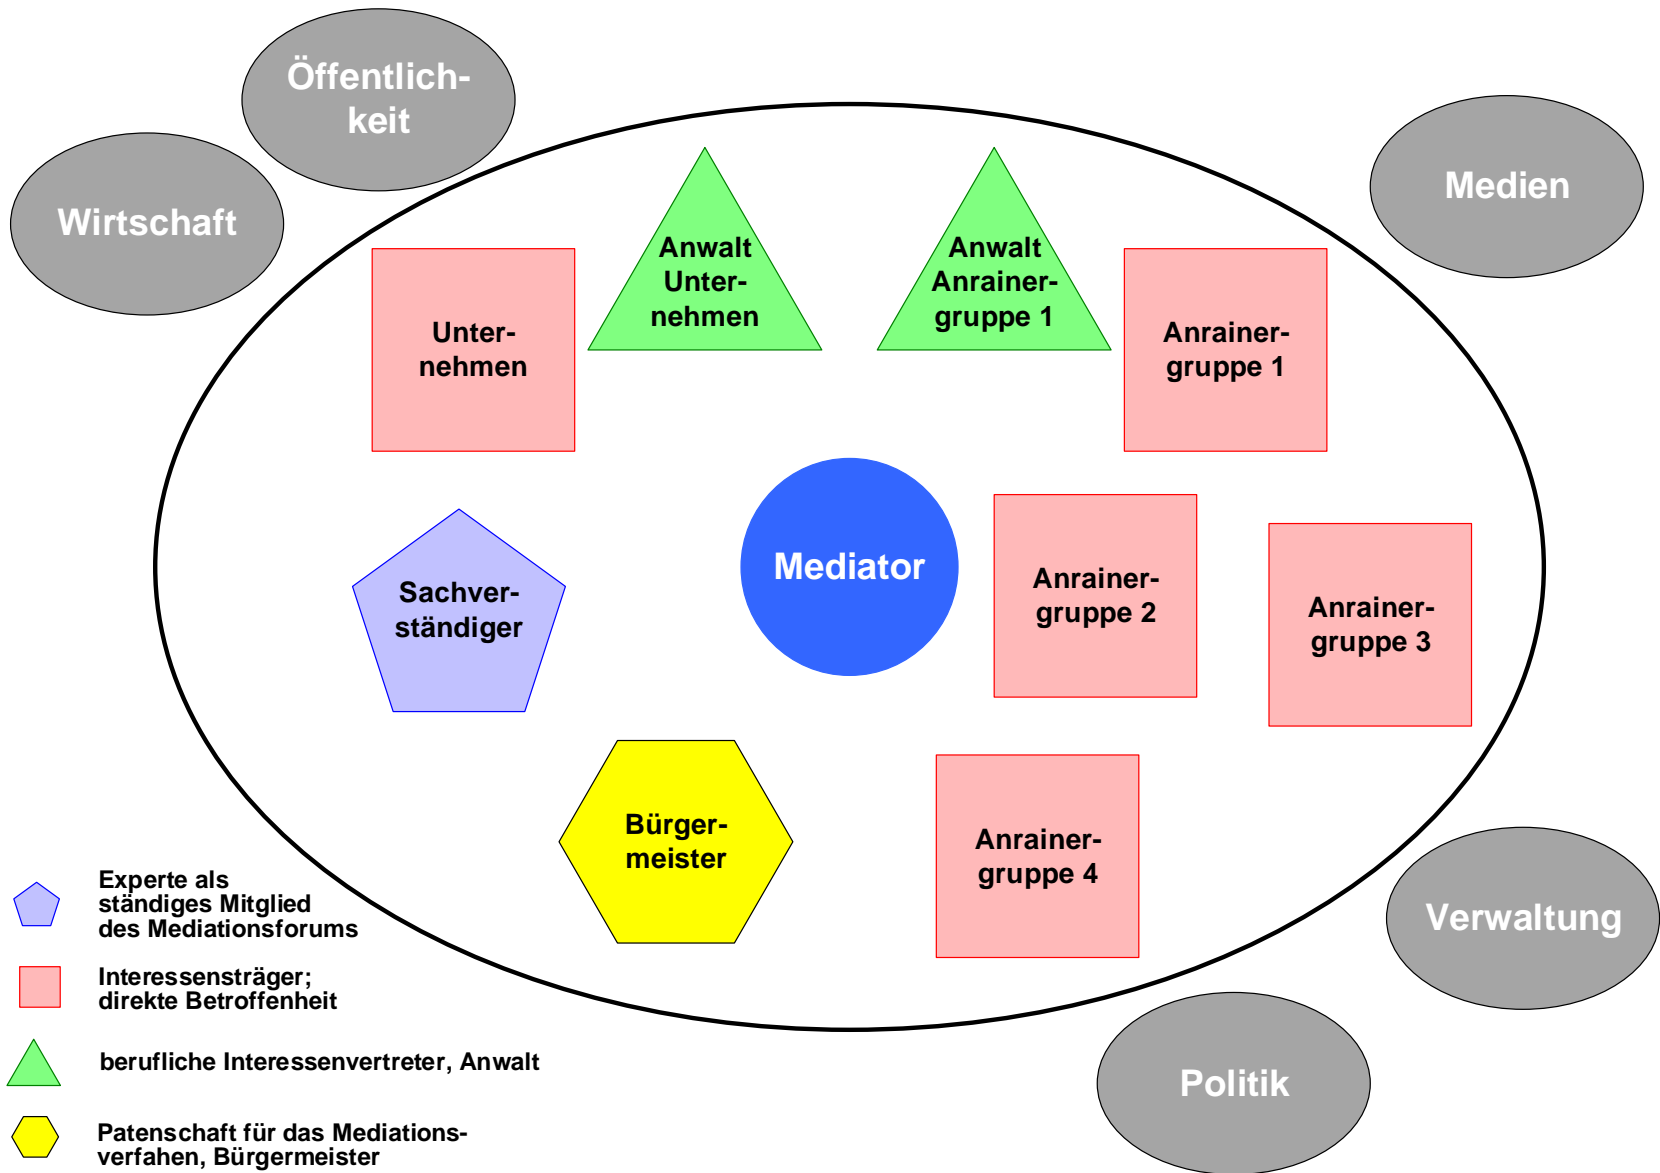 Öffentlich-
keit
Wirtschaft
Medien
Anwalt
Unter-
nehmen
Anwalt
Anrainer-
gruppe 1
Unter-
nehmen
Anrainer-
gruppe 1
Mediator
Sachver-
ständiger
Anrainer-
gruppe 2
Anrainer-
gruppe 3
Bürger-
meister
Anrainer-
gruppe 4
Verwaltung
Politik
Experte als
ständiges Mitglied
des Mediationsforums
Interessensträger;
direkte Betroffenheit
berufliche Interessenvertreter, Anwalt
Patenschaft für das Mediations-
verfahen, Bürgermeister